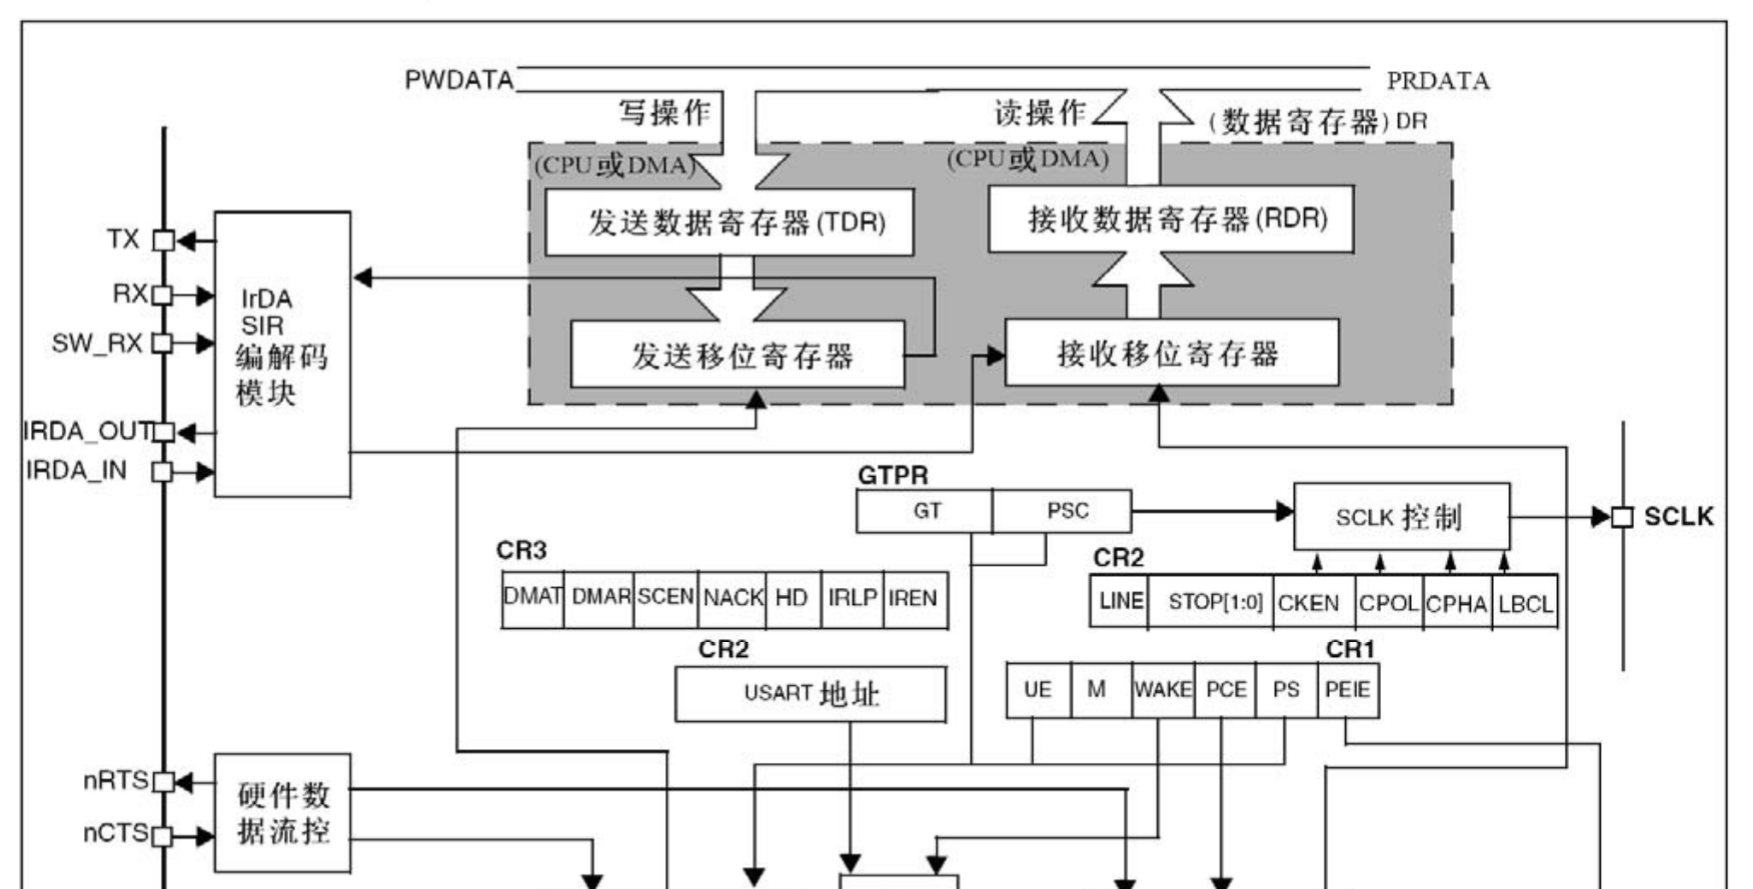 PWDATA
PRDATA
写操作
读操作
(数据寄存器) DR
(CPU或DMA)
(CPU或DMA)
发送数据寄存器(TDR)
接收数据寄存器(RDR)
TX
RX
SW_RX
IRDA_OUT
IRDA_IN
IrDA
SIR
编解码
模块
发送移位寄存器
接收移位寄存器
GTPR
GT PSC
SCLK 控制
SCLK
CR3
DMAT DMAR SCEN NACK HD IRLP IREN
CR2
LINE STOP[1:0] CKEN CPOL CPHA LBCL
CR2
USART 地址
CR1
UE M WAKE PCE PS PEIE
nRTS
nCTS
硬件数
据流控